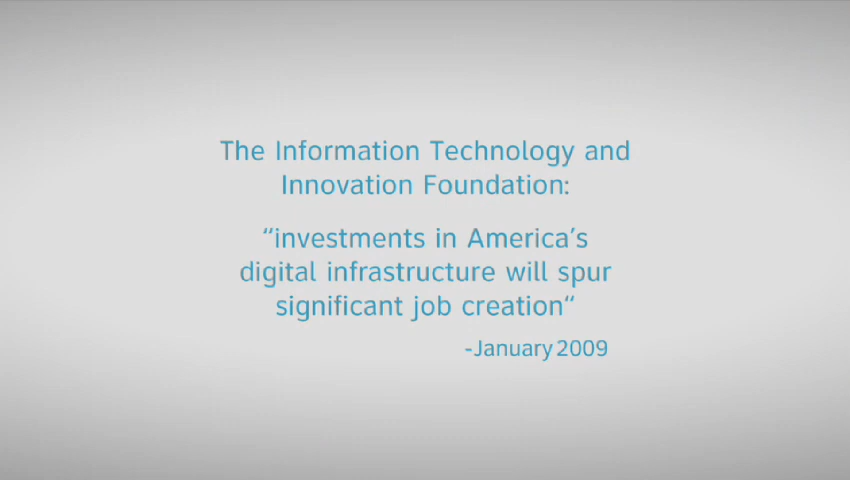 The Information Technology and
Innovation Foundation:
“investments in America’s
digital infrastructure will spur
significant job creation“
-January 2009